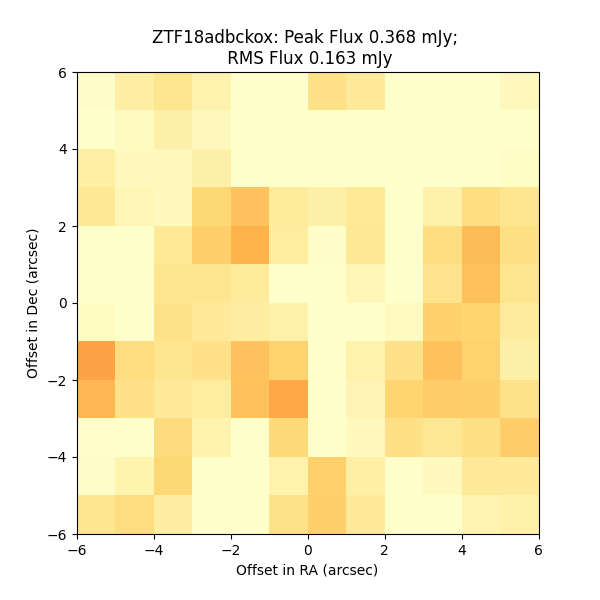 ZTF18adbckox: Peak Flux 0.368 mJy;
RMS Flux 0.163 mJy
6
4
2
0
−2
−4
−6
Offset in Dec (arcsec)
−6 −4 −2 0 2 4 6
Offset in RA (arcsec)